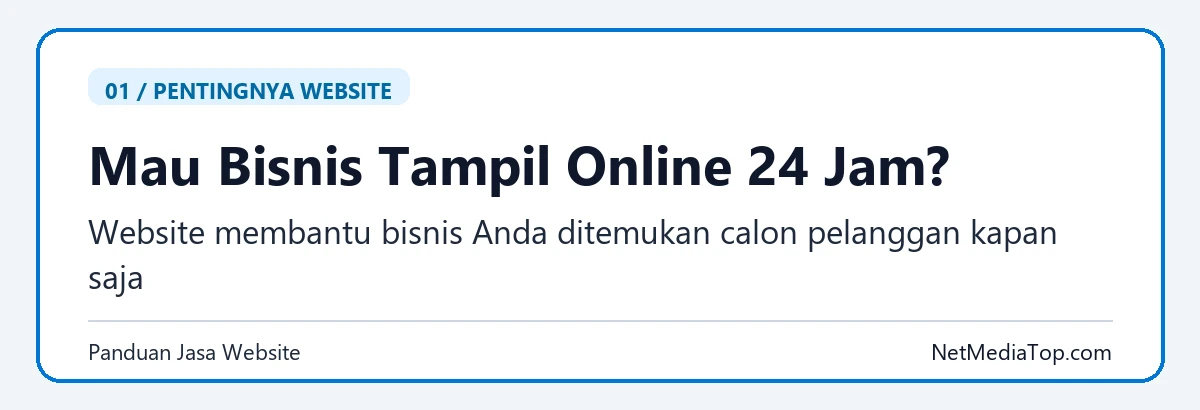 01 / PENTINGNYA WEBSITE
Mau Bisnis Tampil Online 24 Jam?
Website membantu bisnis Anda ditemukan calon pelanggan kapan
saja
Panduan Jasa Website
NetMediaTop.com